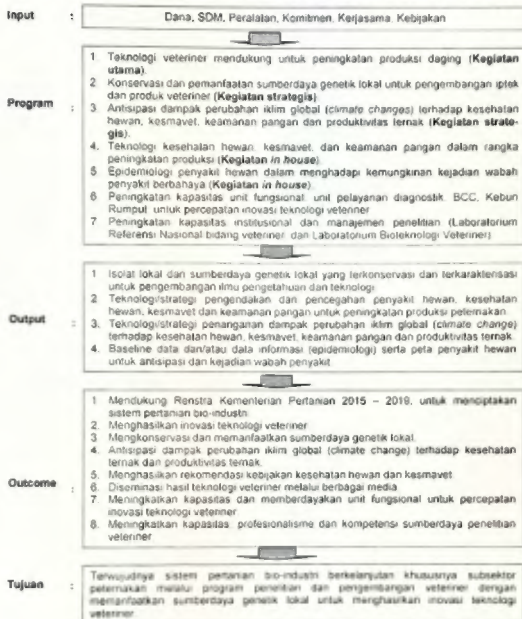 Input : Dana, SDM, Peralatan, Komitmen, Kerjasama, Kebijakan
Program :
1 Teknologi veteriner mendukung untuk peningkatan produksi daging (Kegiatan
utama).
2 Konservasi dan pemanfaatan sumberdaya genetik lokal untuk pengembangan iptek
dan produk veteriner (Kegiatan strategis)
3 Antisipasi dampak perubahan iklim global (climate changes) terhadap kesehatan
hewan, kesmavet, keamanan pangan dan produktivitas ternak (Kegiatan strate-
gis).
4. Teknologi kesehatan hewan, kesmavet, dan keamanan pangan dalam rangka
peningkatan produksi (Kegiatan in house).
5 Epidemiologi penyakit hewan dalam menghadapi kemungkinan kejadian wabah
penyakit berbahaya (Kegiatan in house)
6 Peningkatan kapasitas unit fungsional: unit pelayanan diagnostik, BCC, Kebun
Rumput untuk percepatan inovasi teknologi veteriner
7 Peningkatan kapasitas institusional dan manajemen penelitian (Laboratorium
Referensi Nasional bidang veteriner dan Laboratorium Bioteknologi Veteriner)
Output :
1 Isolat lokal dan sumberdaya genetik lokal yang terkonservasi dan terkarakterisasi
untuk pengembangan ilmu pengetahuan dan teknologi
2 Teknologi/strategi pengendakan dan pencegahan penyakit hewan, kesehatan
hewan, kesmavet dan keamanan pangan untuk peningkatan produksi peternakan
3. Teknologi/strategi penanganan dampak perubahan iklim global (climate change)
terhadap kesehatan hewan, kesmavet, keamanan pangan dan produktivitas ternak.
4. Baseline data dan/atau data informasi (epidemiologi) serta peta penyakit hewan
untuk antisipasi dan kejadian wabah penyakit.
Outcome :
1 Mendukung Renstra Kementerian Pertanian 2015 – 2019, untuk menciptakan
sistem pertanian bio-industri
2. Menghasilkan inovasi teknologi veteriner
3 Mengkonservasi dan memanfaatkan sumberdaya genetik lokal.
4. Antisipasi dampak perubahan iklim global (climate change) terhadap kesehatan
ternak dan produktivitas ternak.
5. Menghasilkan rekomendasi kebijakan kesehatan hewan dan kesmavet
6. Diseminasi hasil teknologi veteriner melalui berbagai media
7. Meningkatkan kapasitas dan memberdayakan unit fungsional untuk percepatan
inovasi teknologi veteriner
8. Meningkatkan kapasitas, profesionalisme dan kompetensi sumberdaya penelitian
veteriner
Tujuan :
Terwujudnya sistem pertanian bio-industri berkelanjutan khususnya subsektor
peternakan melalui program penelitian dan pengembangan veteriner dengan
memanfaatkan sumberdaya genetik lokal untuk menghasilkan inovasi teknologi
veteriner